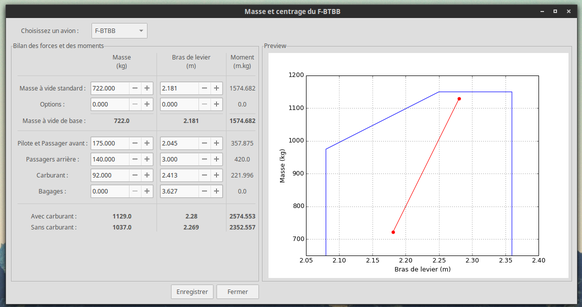 Masse et centrage du F-BTBB
Choisissez un avion : F-BTBB
Bilan des forces et des moments
Masse (kg) Bras de levier (m) Moment (m.kg)
Masse à vide standard : 722.000 2.181 1574.682
Options : 0.000 0.000 0.0
Masse à vide de base : 722.0 2.181 1574.682
Pilote et Passager avant : 175.000 2.045 357.875
Passagers arrière : 140.000 3.000 420.0
Carburant : 92.000 2.413 221.996
Bagages : 0.000 3.627 0.0
Avec carburant : 1129.0 2.28 2574.553
Sans carburant : 1037.0 2.269 2352.557
Enregistrer Fermer
Preview
1200
1100
1000
900
800
700
Masse (kg)
2.05 2.10 2.15 2.20 2.25 2.30 2.35 2.40
Bras de levier (m)